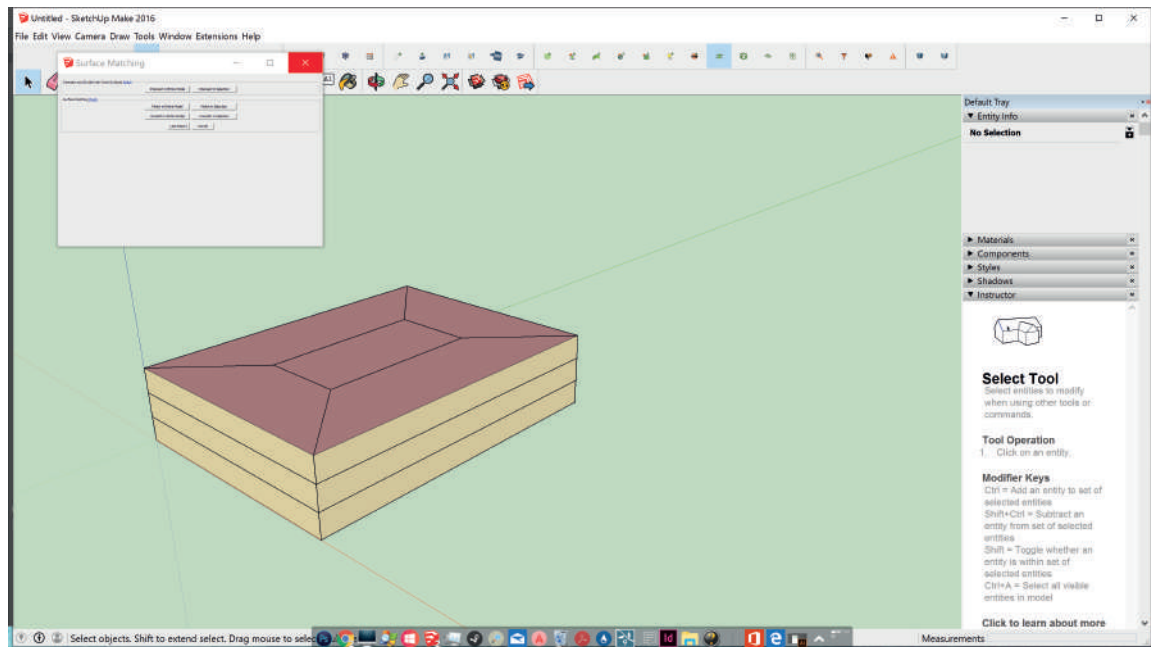 Untitled - SketchUp Make 2016
File Edit View Camera Draw Tools Window Extensions Help
Surface Matching
Default Tray
Entity Info
No Selection
Materials
Components
Styles
Shadows
Instructor
Select Tool
Select entities to modify
when using other tools or
commands.
Tool Operation
1. Click on an entity.
Modifier Keys
Ctrl = Add an entity to set of
selected entities
Shift+Ctrl = Subtract an
entity from set of selected
entities
Shift = Toggle whether an
entity is within set of
selected entities
Ctrl+A = Select all visible
entities in model
Click to learn about more
Select objects. Shift to extend select. Drag mouse to selec
Id
Measurements